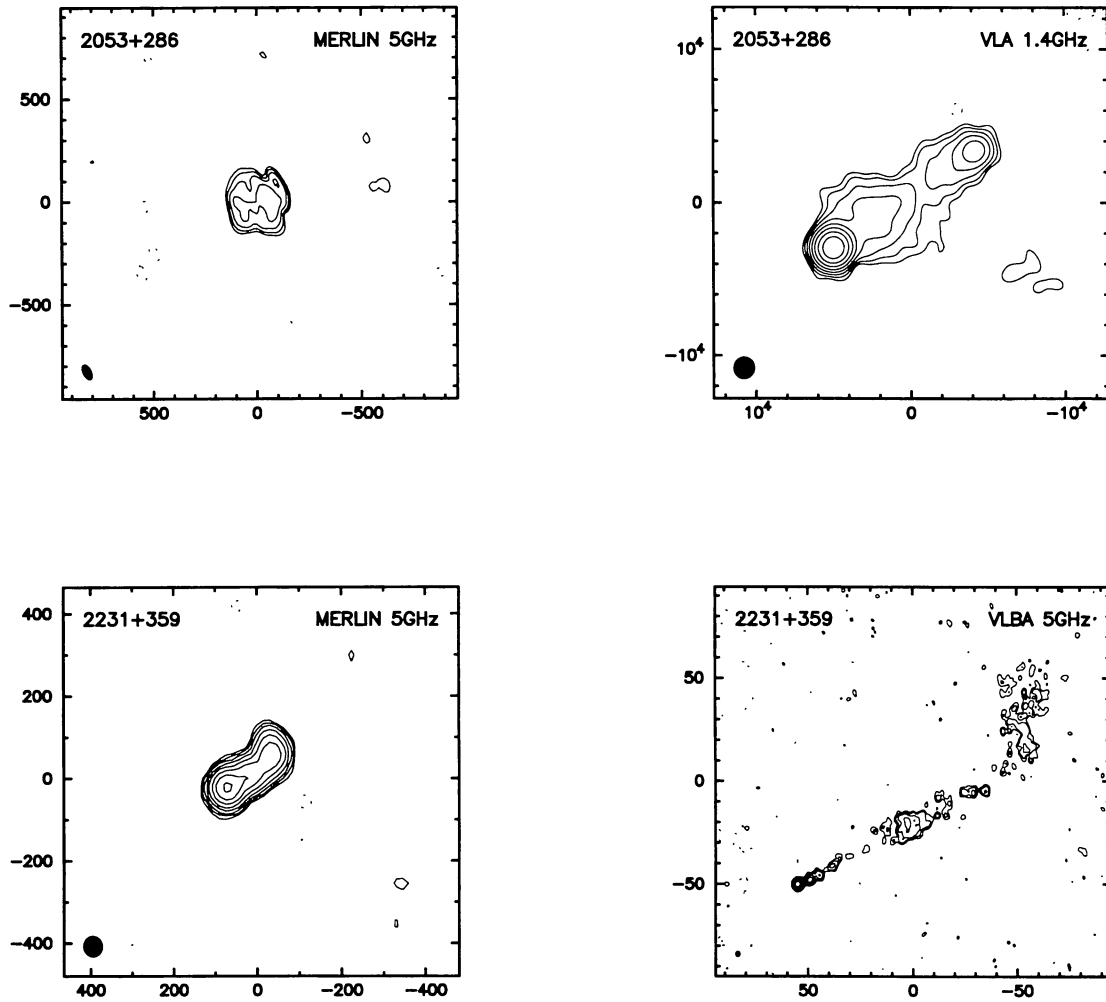 2053+286 MERLIN 5GHz
500
0
-500
500 0 -500
2053+286 VLA 1.4GHz
10⁴
0
-10⁴
10⁴ 0 -10⁴
2231+359 MERLIN 5GHz
400
200
0
-200
-400
400 200 0 -200 -400
2231+359 VLBA 5GHz
50
0
-50
50 0 -50